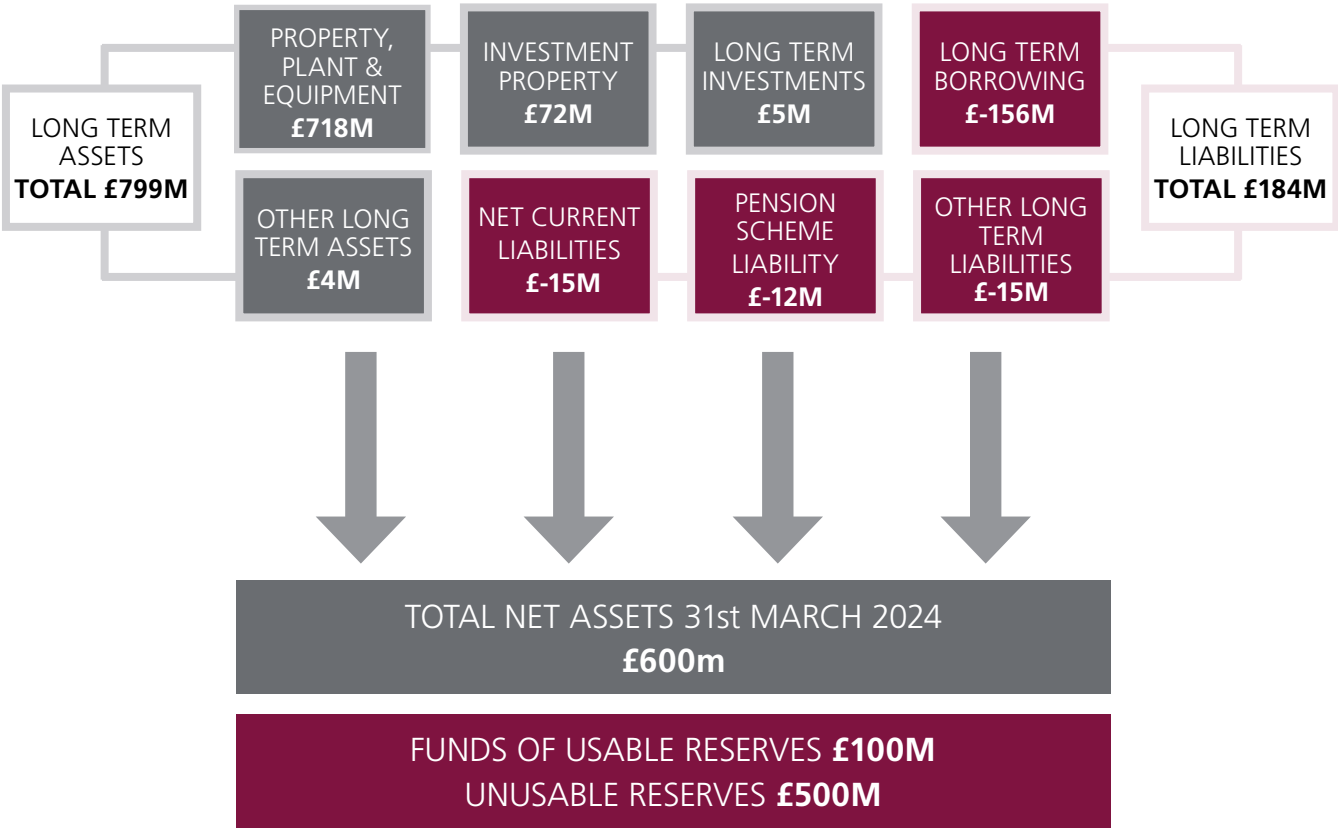 LONG TERM
ASSETS
TOTAL £799M
PROPERTY,
PLANT &
EQUIPMENT
£718M
INVESTMENT
PROPERTY
£72M
LONG TERM
INVESTMENTS
£5M
LONG TERM
BORROWING
£-156M
LONG TERM
LIABILITIES
TOTAL £184M
OTHER LONG
TERM ASSETS
£4M
NET CURRENT
LIABILITIES
£-15M
PENSION
SCHEME
LIABILITY
£-12M
OTHER LONG
TERM
LIABILITIES
£-15M
TOTAL NET ASSETS 31st MARCH 2024
£600m
FUNDS OF USABLE RESERVES £100M
UNUSABLE RESERVES £500M